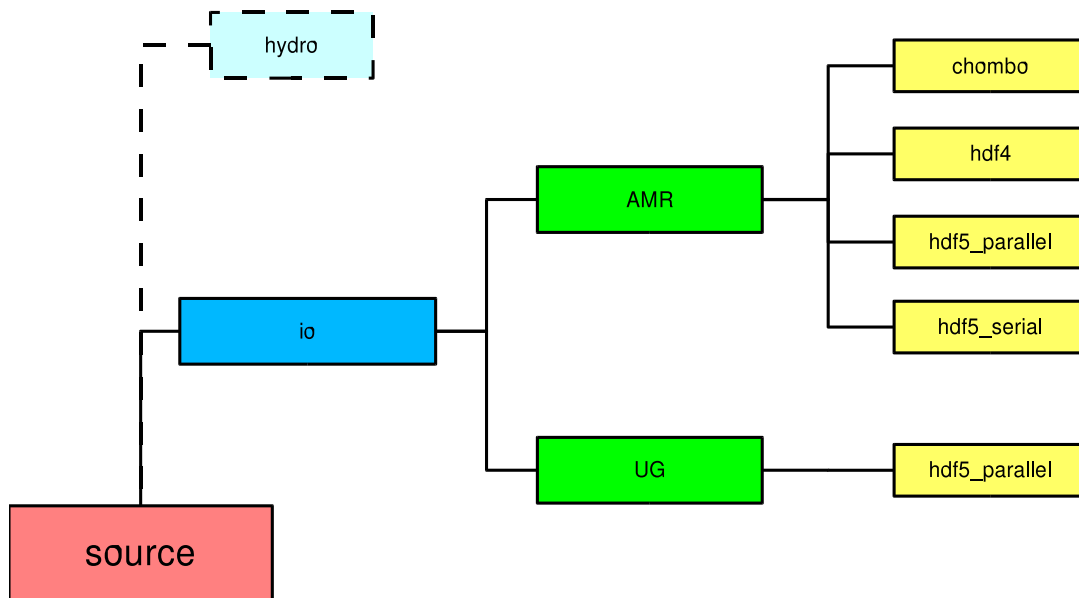 hydro
chombo
hdf4
AMR
hdf5_parallel
hdf5_serial
io
UG
hdf5_parallel
source